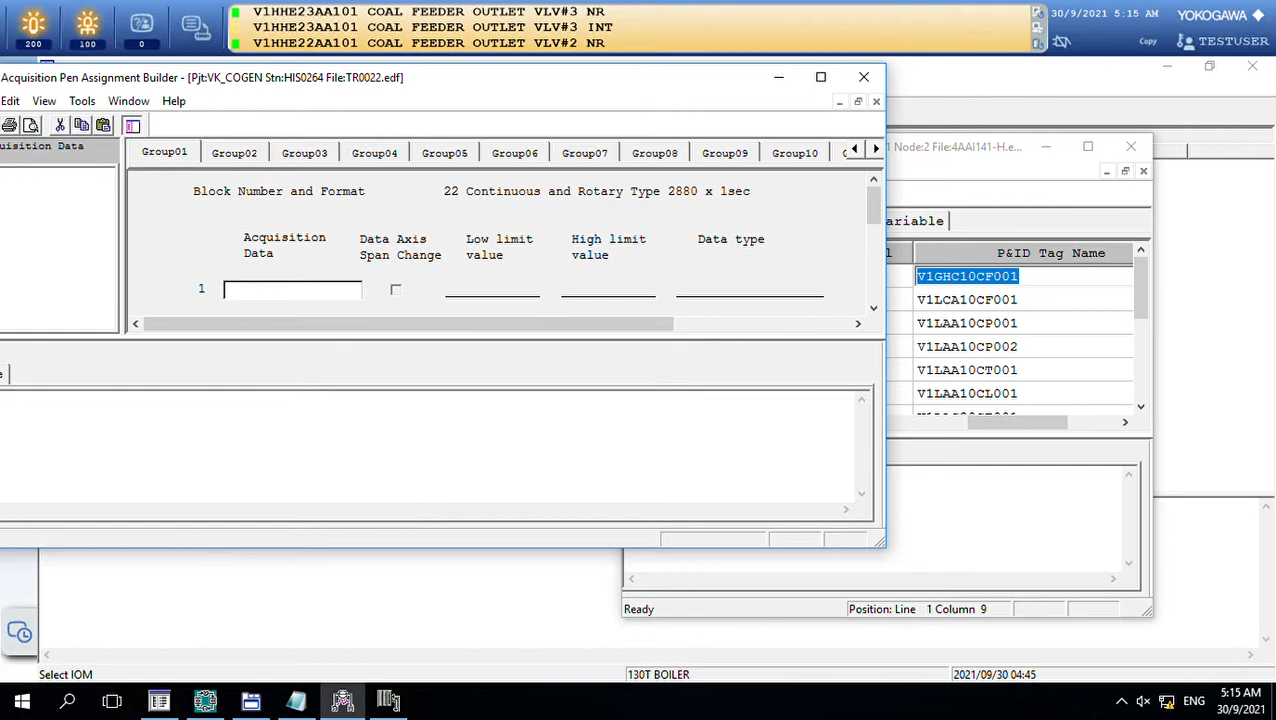 V1HHE23AA101 COAL FEEDER OUTLET VLV#3 NR
V1HHE23AA101 COAL FEEDER OUTLET VLV#3 INT
V1HHE22AA101 COAL FEEDER OUTLET VLV#2 NR
200
100
0
30/9/2021 5:15 AM
YOKOGAWA
Copy
TESTUSER
Acquisition Pen Assignment Builder - [Pjt:VK_COGEN Stn:HIS0264 File:TR0022.edf]
Edit View Tools Window Help
1 Node:2 File:4AAI141-H.e...
uisition Data
Group01 Group02 Group03 Group04 Group05 Group06 Group07 Group08 Group09 Group10
Block Number and Format 22 Continuous and Rotary Type 2880 x 1sec
ariable
Acquisition Data
Data Axis Span Change
Low limit value
High limit value
Data type
P&ID Tag Name
1
V1GHC10CF001
V1LCA10CF001
V1LAA10CP001
V1LAA10CP002
V1LAA10CT001
V1LAA10CL001
Ready
Position: Line 1 Column 9
Select IOM
130T BOILER
2021/09/30 04:45
ENG
5:15 AM
30/9/2021